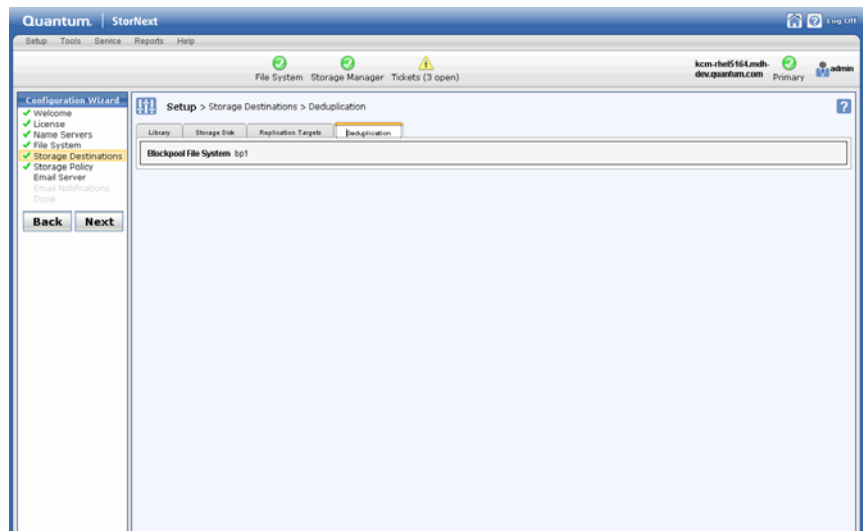 Quantum. | StorNext
Log Off
Setup Tools Service Reports Help
File System Storage Manager Tickets (3 open)
kcm-rhel5164.mdh-
dev.quantum.com
Primary
admin
Configuration Wizard
Welcome
License
Name Servers
File System
Storage Destinations
Storage Policy
Email Server
Email Notifications
Done
Back Next
Setup > Storage Destinations > Deduplication
Library Storage Disk Replication Targets Deduplication
Blockpool File System bp1